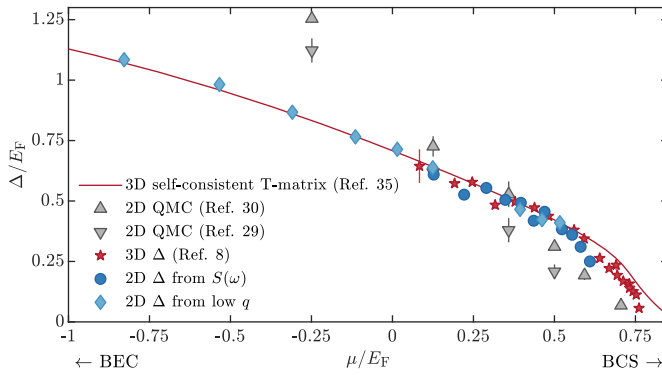 1.25
1
0.75
0.5
0.25
0
Δ/E_F
3D self-consistent T-matrix (Ref. 35)
2D QMC (Ref. 30)
2D QMC (Ref. 29)
3D Δ (Ref. 8)
2D Δ from S(ω)
2D Δ from low q
-1 -0.75 -0.5 -0.25 0 0.25 0.5 0.75
← BEC μ/E_F BCS →